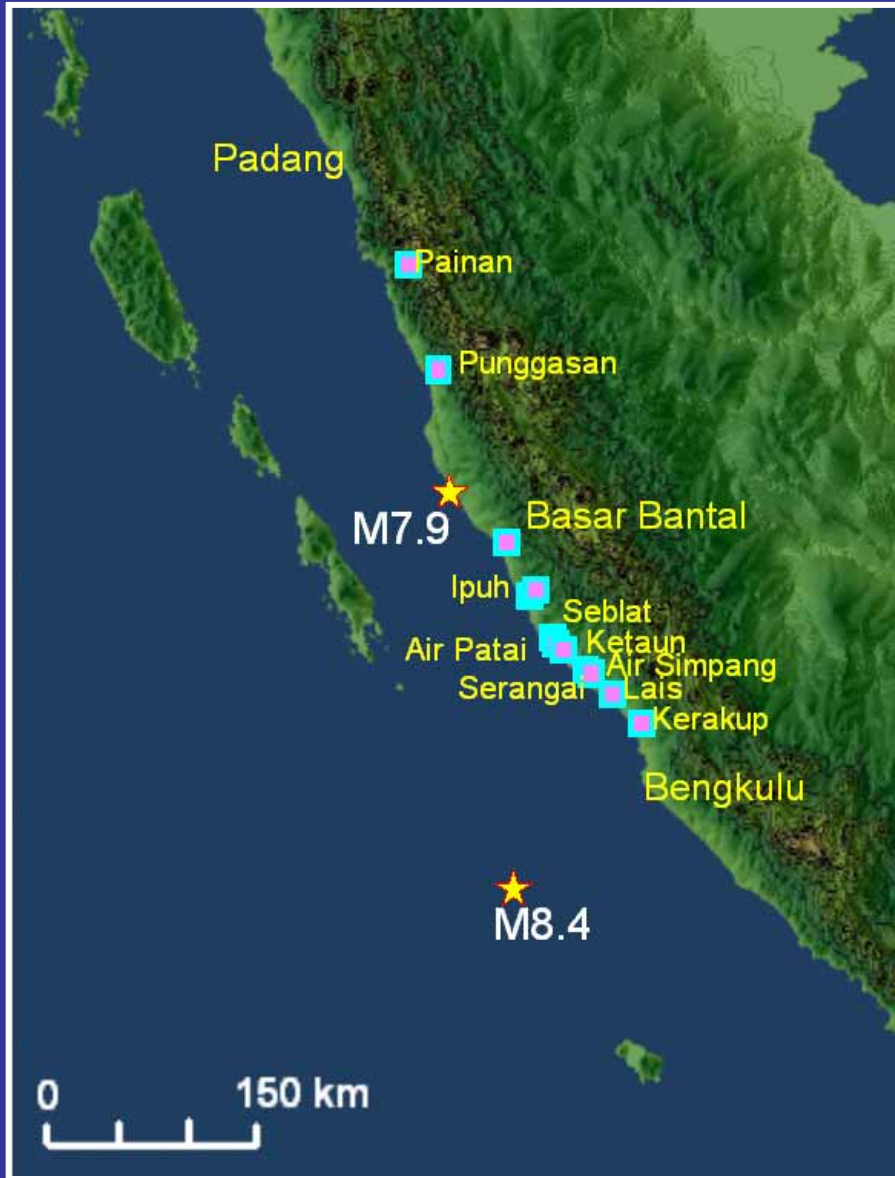 Padang
Painan
Punggasan
M7.9
Basar Bantal
Ipuh
Seblat
Air Patai
Ketaun
Air Simpang
Serangai
Lais
Kerakup
Bengkulu
M8.4
0 150 km